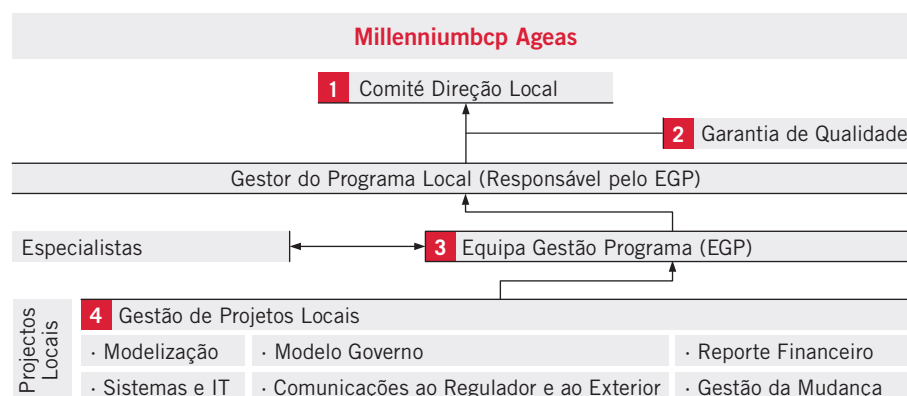 Millenniumbcp Ageas
1 Comité Direção Local
2 Garantia de Qualidade
Gestor do Programa Local (Responsável pelo EGP)
Especialistas
3 Equipa Gestão Programa (EGP)
Projectos
Locais
4 Gestão de Projetos Locais
· Modelização
· Modelo Governo
· Reporte Financeiro
· Sistemas e IT
· Comunicações ao Regulador e ao Exterior
· Gestão da Mudança